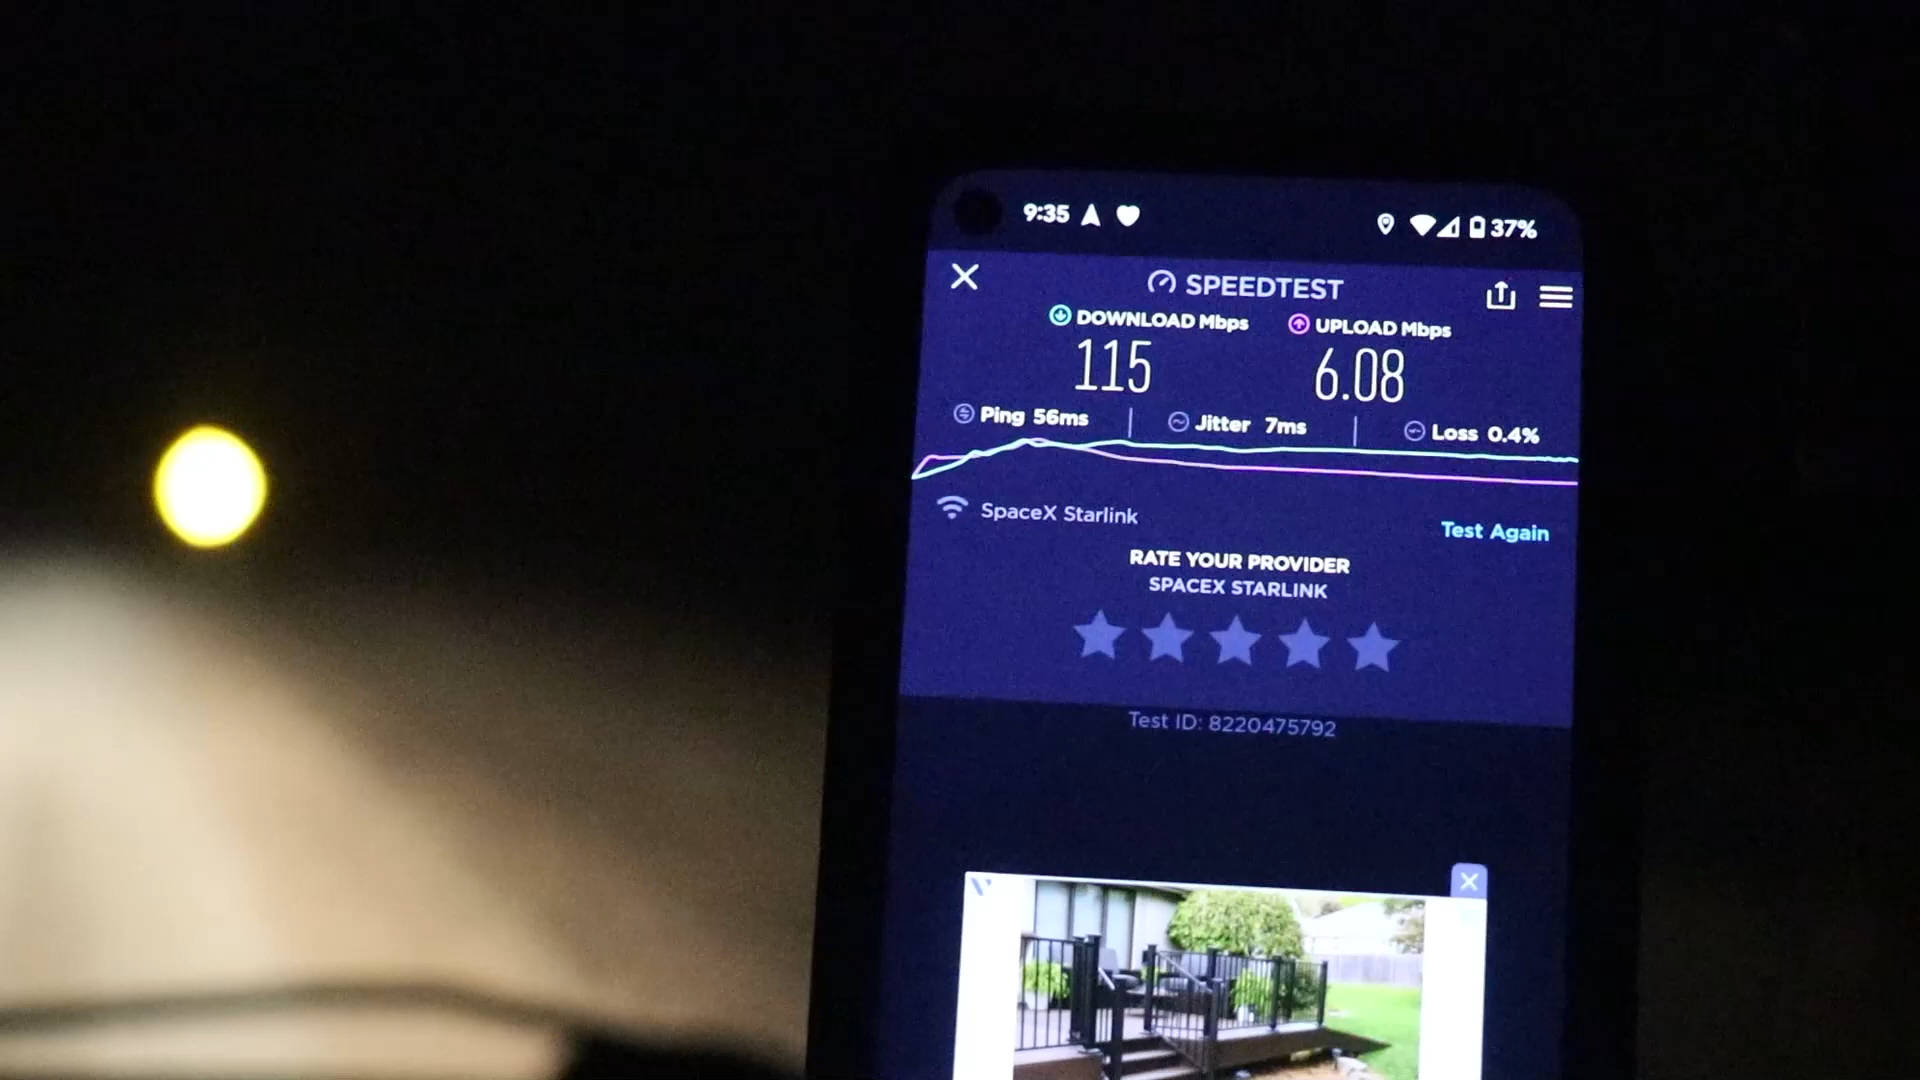 9:35 37%
SPEEDTEST
DOWNLOAD Mbps UPLOAD Mbps
115 6.08
Ping 56ms Jitter 7ms Loss 0.4%
SpaceX Starlink
Test Again
RATE YOUR PROVIDER
SPACEX STARLINK
Test ID: 8220475792